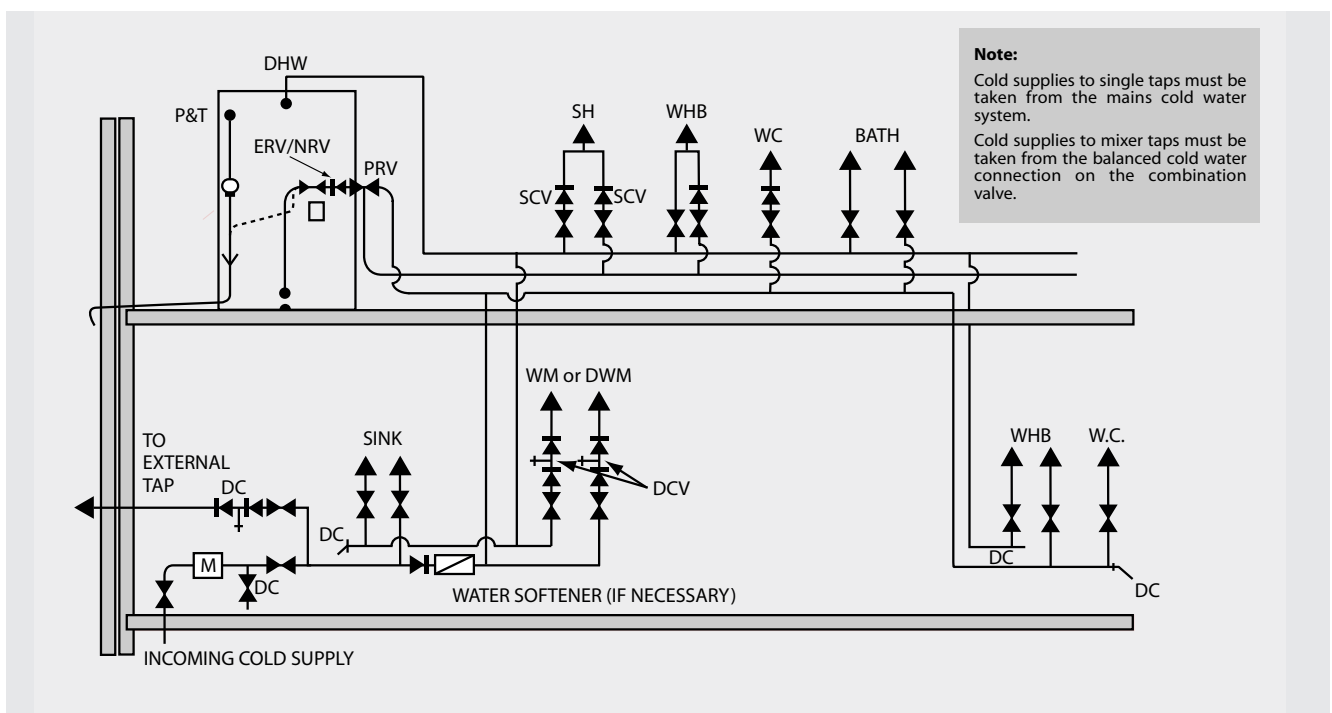 DHW
P&T
ERV/NRV
PRV
SH
WHB
WC
BATH
SCV
SCV
Note:
Cold supplies to single taps must be
taken from the mains cold water
system.
Cold supplies to mixer taps must be
taken from the balanced cold water
connection on the combination
valve.
WM or DWM
TO
EXTERNAL
TAP
SINK
DC
DCV
WHB
W.C.
DC
M
DC
DC
DC
WATER SOFTENER (IF NECESSARY)
INCOMING COLD SUPPLY